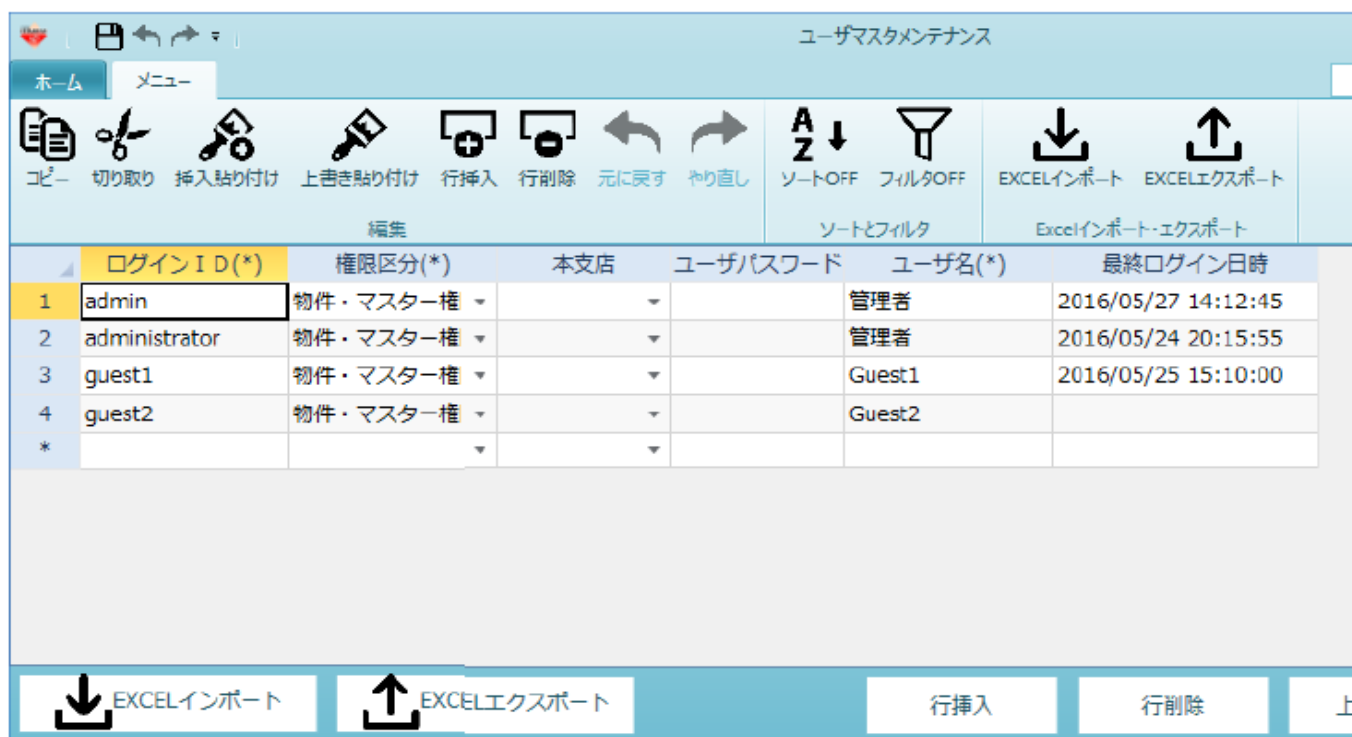 ユーザマスタメンテナンス
ホーム メニュー
コピー 切り取り 挿入貼り付け 上書き貼り付け 行挿入 行削除 元に戻す やり直し ソートOFF フィルタOFF EXCELインポート EXCELエクスポート
編集 ソートとフィルタ Excelインポート・エクスポート
ログインＩＤ(*) 権限区分(*) 本支店 ユーザパスワード ユーザ名(*) 最終ログイン日時
1 admin 物件・マスター権 管理者 2016/05/27 14:12:45
2 administrator 物件・マスター権 管理者 2016/05/24 20:15:55
3 guest1 物件・マスター権 Guest1 2016/05/25 15:10:00
4 guest2 物件・マスター権 Guest2
*
EXCELインポート EXCELエクスポート 行挿入 行削除 上